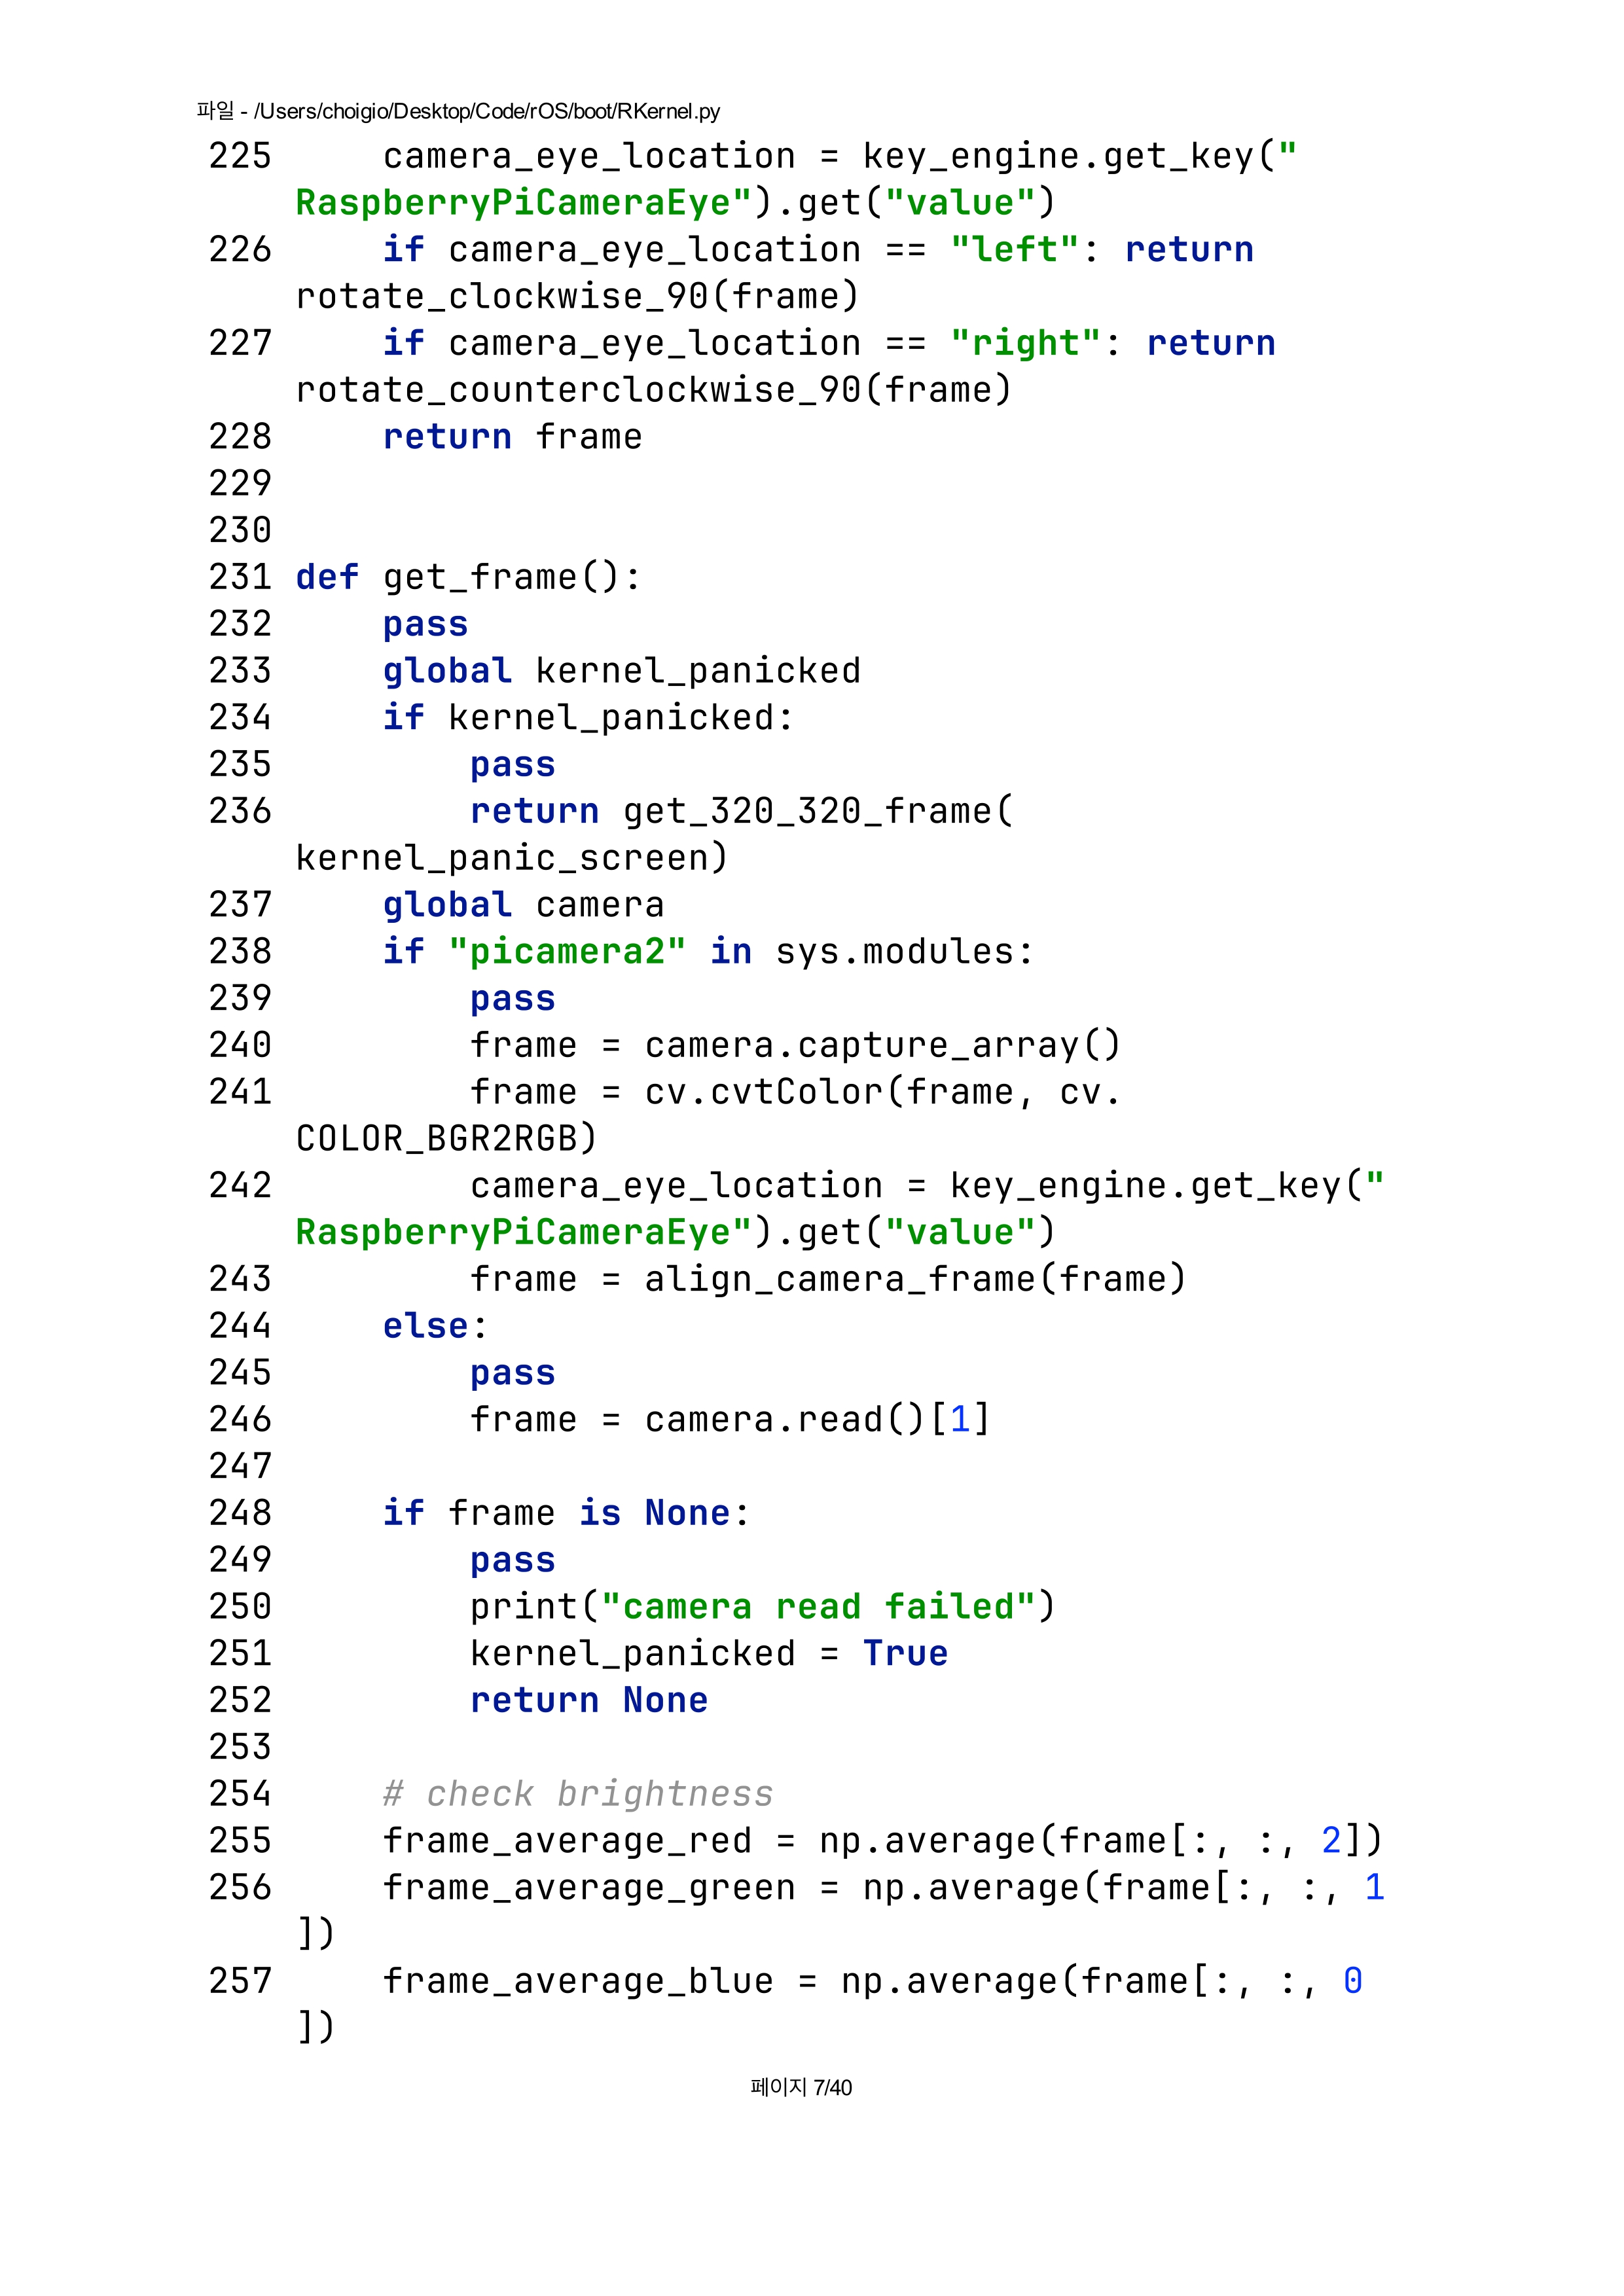 파일 - /Users/choigio/Desktop/Code/rOS/boot/RKernel.py
225     camera_eye_location = key_engine.get_key("
    RaspberryPiCameraEye").get("value")
226     if camera_eye_location == "left": return
    rotate_clockwise_90(frame)
227     if camera_eye_location == "right": return
    rotate_counterclockwise_90(frame)
228     return frame
229
230
231 def get_frame():
232     pass
233     global kernel_panicked
234     if kernel_panicked:
235         pass
236         return get_320_320_frame(
    kernel_panic_screen)
237     global camera
238     if "picamera2" in sys.modules:
239         pass
240         frame = camera.capture_array()
241         frame = cv.cvtColor(frame, cv.
    COLOR_BGR2RGB)
242         camera_eye_location = key_engine.get_key("
    RaspberryPiCameraEye").get("value")
243         frame = align_camera_frame(frame)
244     else:
245         pass
246         frame = camera.read()[1]
247
248     if frame is None:
249         pass
250         print("camera read failed")
251         kernel_panicked = True
252         return None
253
254     # check brightness
255     frame_average_red = np.average(frame[:, :, 2])
256     frame_average_green = np.average(frame[:, :, 1
    ])
257     frame_average_blue = np.average(frame[:, :, 0
    ])
페이지 7/40